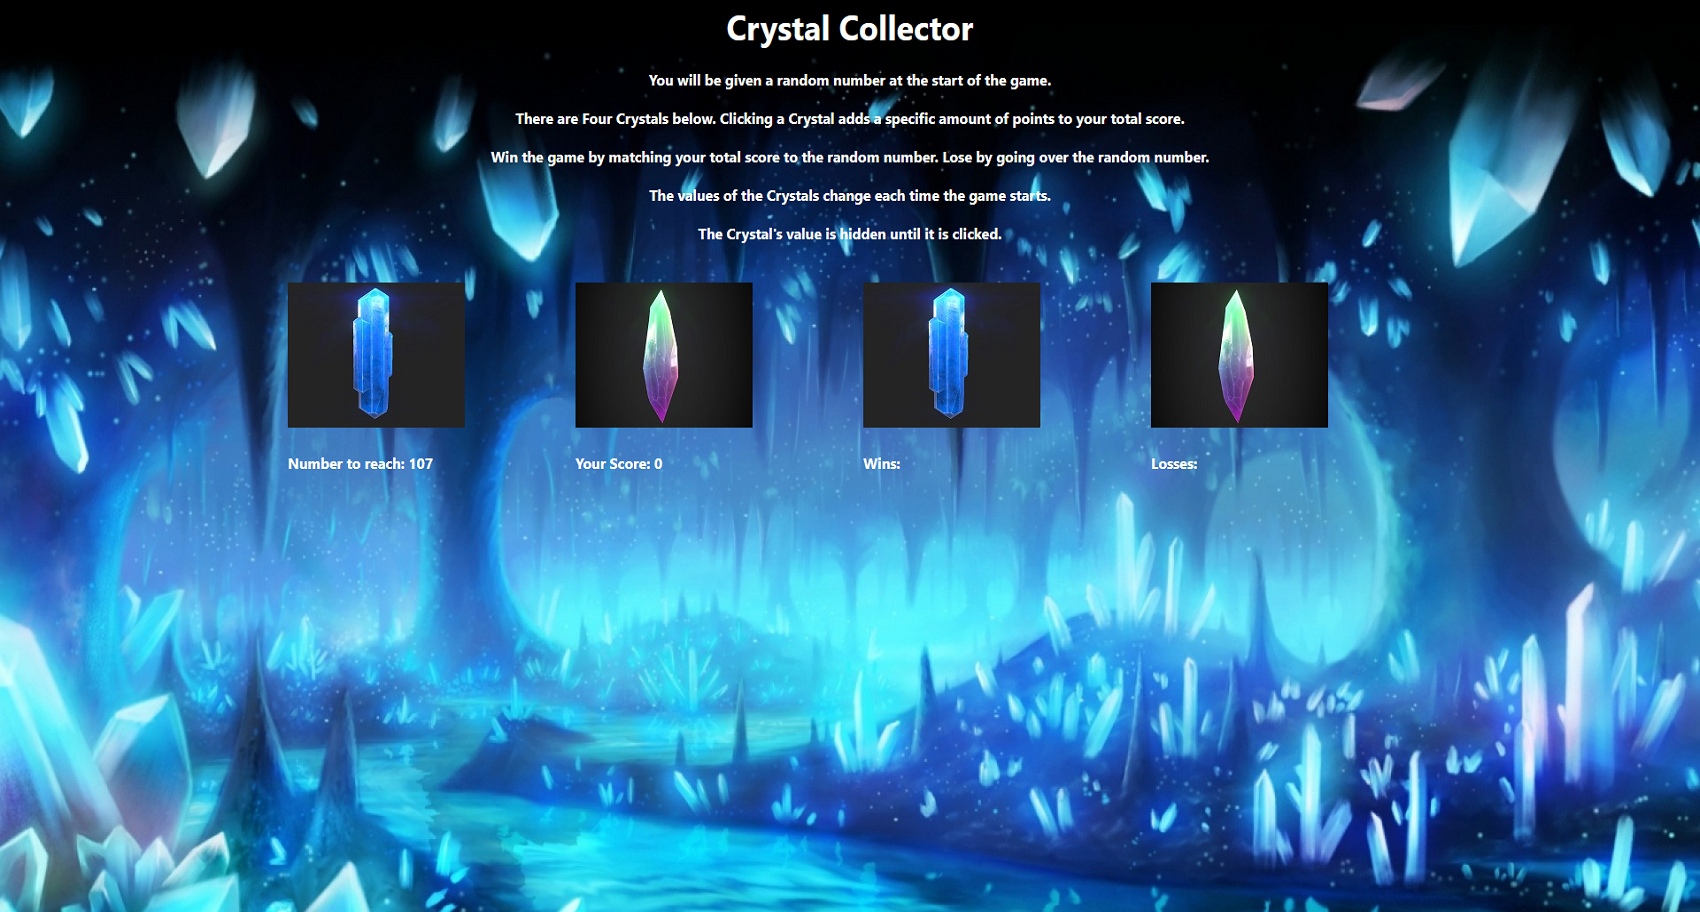 Crystal Collector
You will be given a random number at the start of the game.
There are Four Crystals below. Clicking a Crystal adds a specific amount of points to your total score.
Win the game by matching your total score to the random number. Lose by going over the random number.
The values of the Crystals change each time the game starts.
The Crystal's value is hidden until it is clicked.
Number to reach: 107
Your Score: 0
Wins:
Losses: